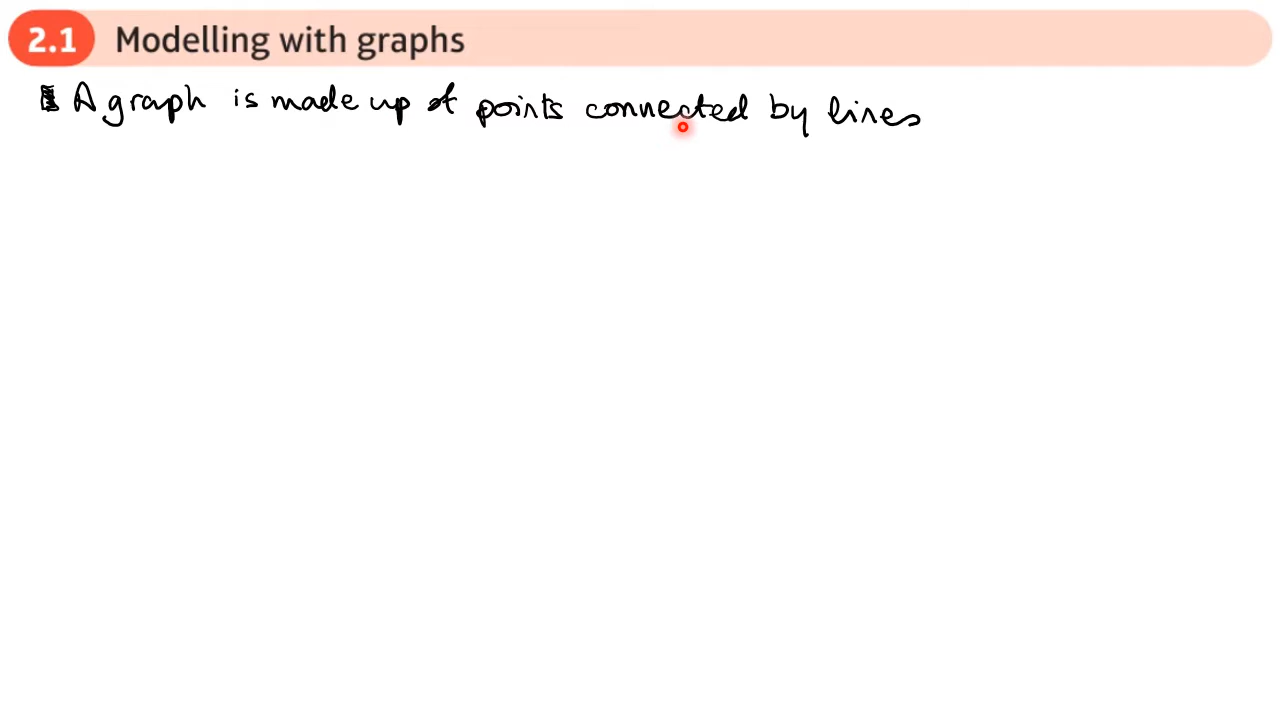 2.1 Modelling with graphs
A graph is made up of points connected by lines